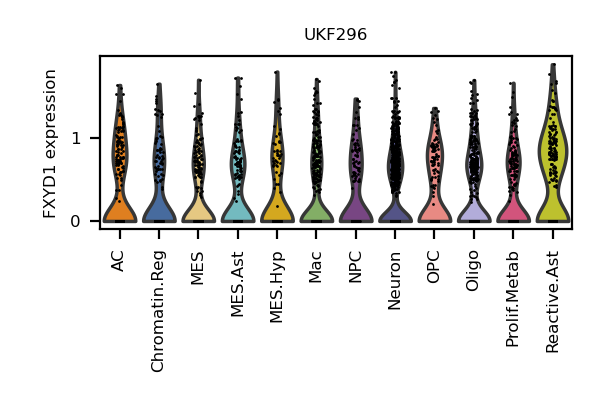 UKF296
FXYD1 expression
1
0
AC
Chromatin.Reg
MES
MES.Ast
MES.Hyp
Mac
NPC
Neuron
OPC
Oligo
Prolif.Metab
Reactive.Ast